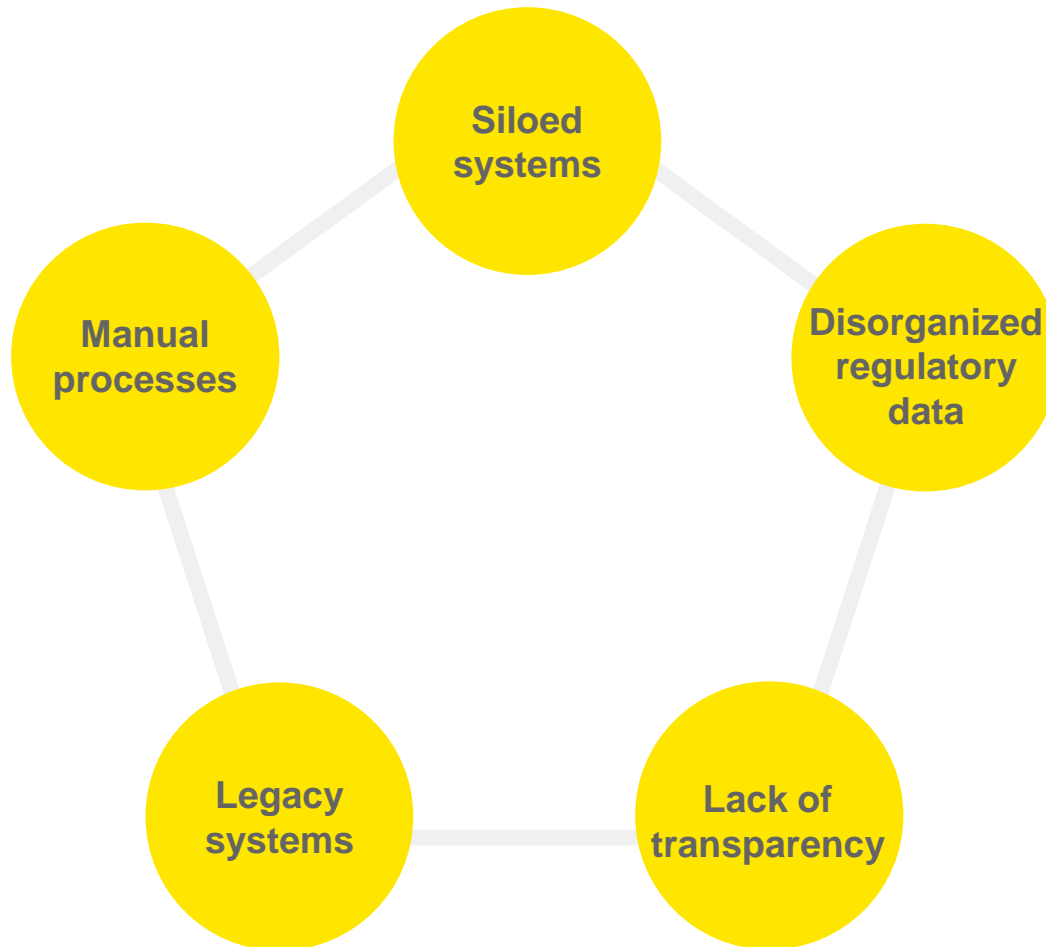 Siloed
systems
Disorganized
regulatory
data
Lack of
transparency
Legacy
systems
Manual
processes